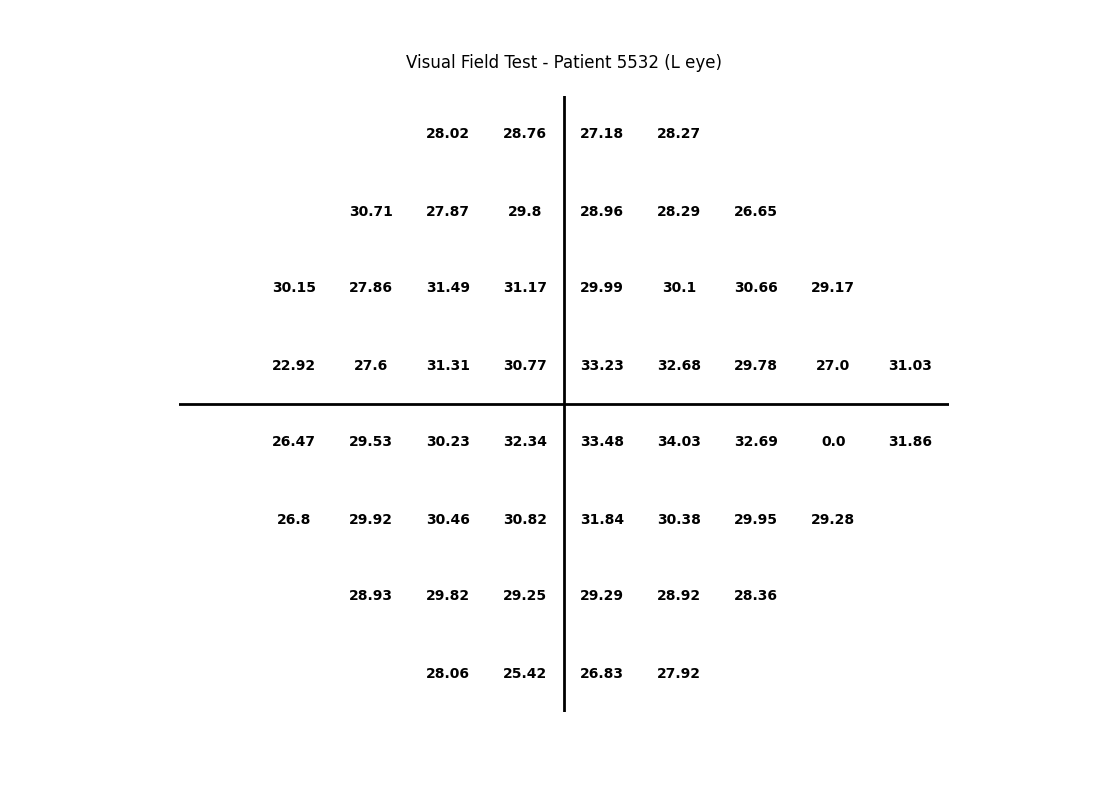 Visual Field Test - Patient 5532 (L eye)
28.02 28.76 27.18 28.27
30.71 27.87 29.8 28.96 28.29 26.65
30.15 27.86 31.49 31.17 29.99 30.1 30.66 29.17
22.92 27.6 31.31 30.77 33.23 32.68 29.78 27.0 31.03
26.47 29.53 30.23 32.34 33.48 34.03 32.69 0.0 31.86
26.8 29.92 30.46 30.82 31.84 30.38 29.95 29.28
28.93 29.82 29.25 29.29 28.92 28.36
28.06 25.42 26.83 27.92